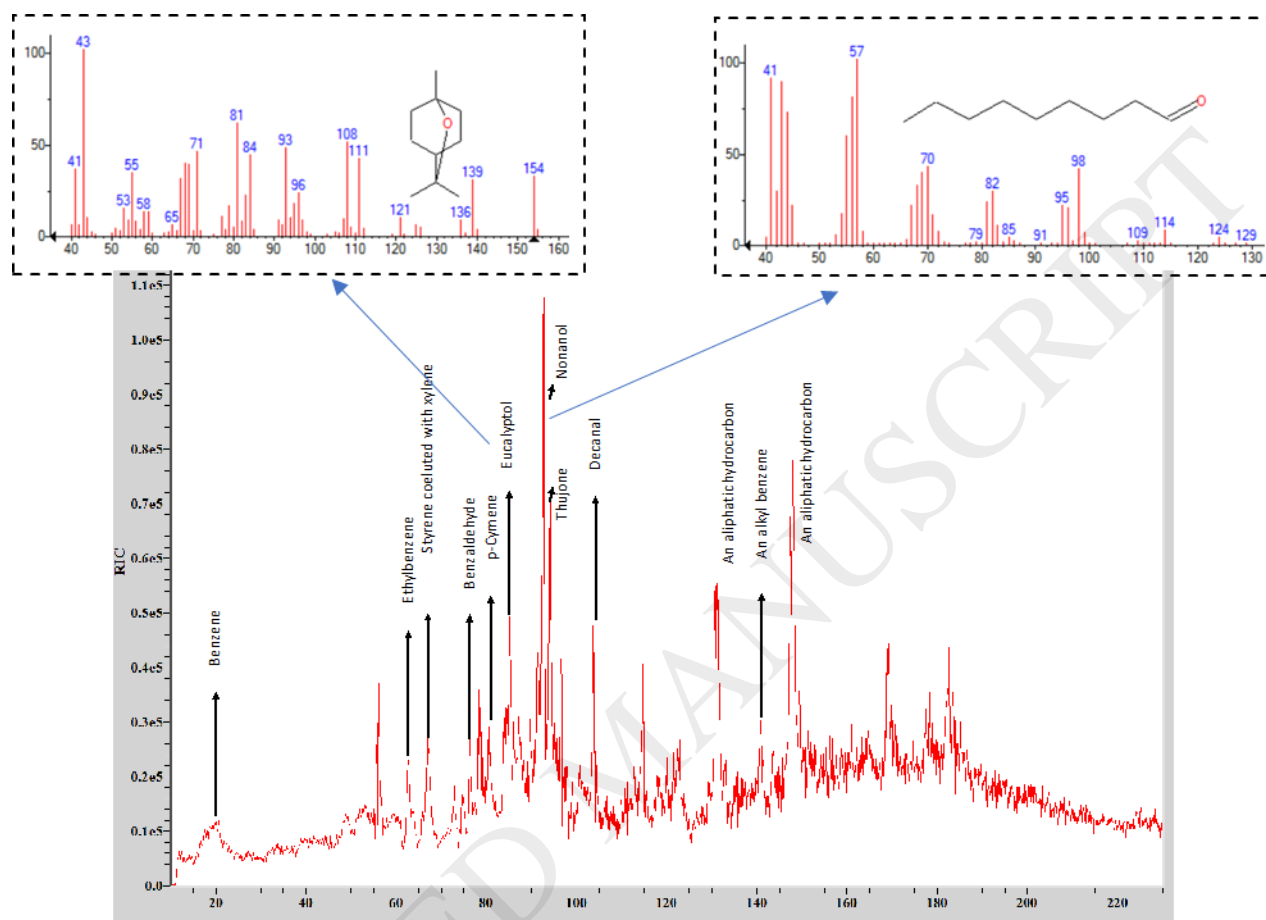 100
50
0
43
41
53
55
58
65
71
81
84
93
96
108
111
121
136
139
154
40 50 60 70 80 90 100 110 120 130 140 150 160
O
100
50
0
41
57
70
79
82
85
91
95
98
109
114
124
129
40 50 60 70 80 90 100 110 120 130
O
1.1e5
1.0e5
0.9e5
0.8e5
0.7e5
0.6e5
0.5e5
0.4e5
0.3e5
0.2e5
0.1e5
0.0
RIC
Benzene
Ethylbenzene
Styrene coeluted with xylene
Benzaldehyde
p-Cymene
Eucalyptol
Nonanol
Thujone
Decanal
An aliphatic hydrocarbon
An alkyl benzene
An aliphatic hydrocarbon
20 40 60 80 100 120 140 160 180 200 220
ED MANUSCRIPT